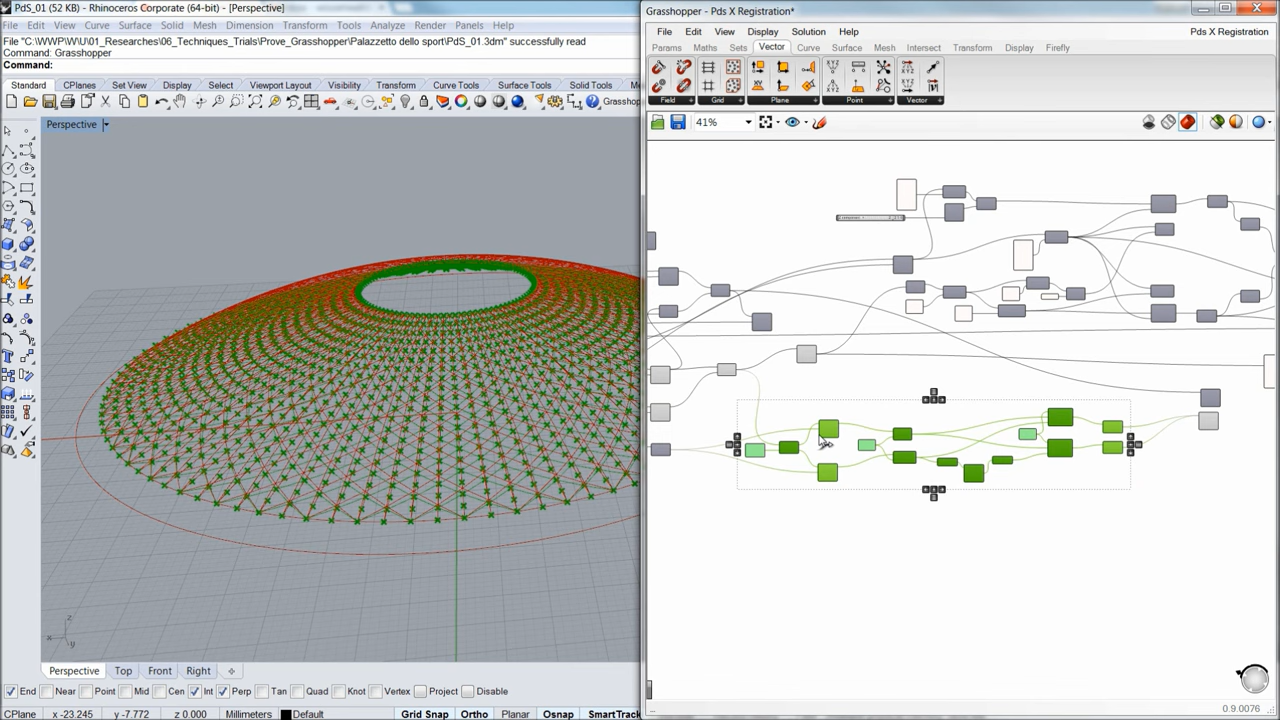 PdS_01 (52 KB) - Rhinoceros Corporate (64-bit) - [Perspective]
File Edit View Curve Surface Solid Mesh Dimension Transform Tools Analyze Render Panels Help
File "C:\WWP\W\U\01_Researches\06_Techniques_Trials\Prove_Grasshopper\Palazzetto dello sport\PdS_01.3dm" successfully read
Command: Grasshopper
Command:
Standard CPlanes Set View Display Select Viewport Layout Visibility Transform Curve Tools Surface Tools Solid Tools
Grasshop
Perspective
Perspective Top Front Right
End Near Point Mid Cen Int Perp Tan Quad Knot Vertex Project Disable
CPlane x -23.245 y -7.772 z 0.000 Millimeters Default Grid Snap Ortho Planar Osnap SmartTrack
Grasshopper - Pds X Registration*
File Edit View Display Solution Help Pds X Registration
Params Maths Sets Vector Curve Surface Mesh Intersect Transform Display Firefly
Field Grid Plane Point Vector
41%
x y z
0.9.0076